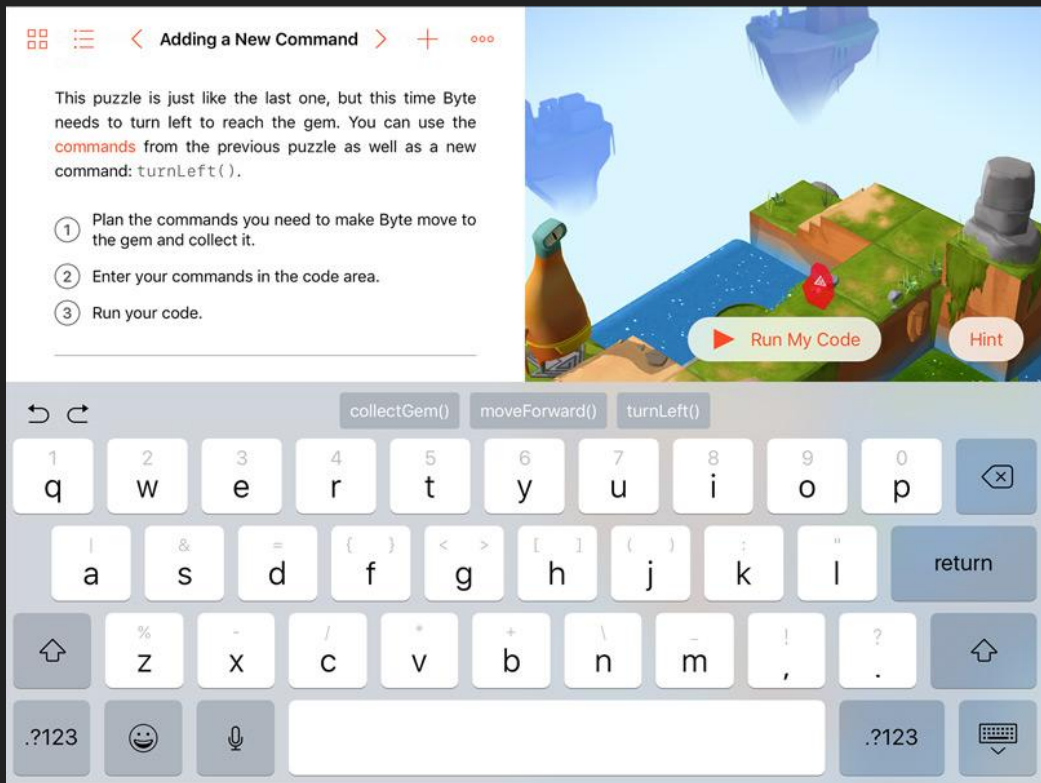 Adding a New Command
This puzzle is just like the last one, but this time Byte
needs to turn left to reach the gem. You can use the
commands from the previous puzzle as well as a new
command: turnLeft().
1 Plan the commands you need to make Byte move to
the gem and collect it.
2 Enter your commands in the code area.
3 Run your code.
Run My Code
Hint
collectGem() moveForward() turnLeft()
1 2 3 4 5 6 7 8 9 0
q w e r t y u i o p
| & = { } < > [ ] ( ) : "
a s d f g h j k l return
% - / * + \ _ ! ?
z x c v b n m , .
.?123 .?123